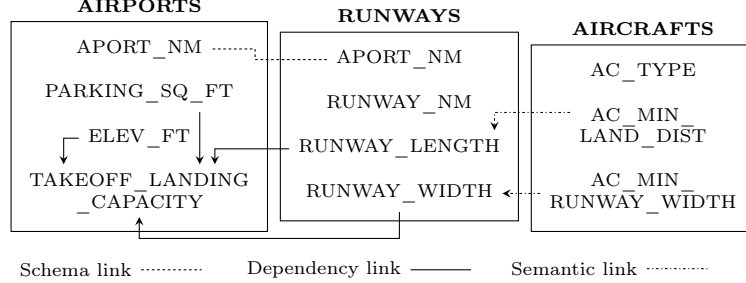 AIRPORTS
APORT_NM
PARKING_SQ_FT
ELEV_FT
TAKEOFF_LANDING
_CAPACITY
RUNWAYS
APORT_NM
RUNWAY_NM
RUNWAY_LENGTH
RUNWAY_WIDTH
AIRCRAFTS
AC_TYPE
AC_MIN_
LAND_DIST
AC_MIN_
RUNWAY_WIDTH
Schema link
Dependency link
Semantic link